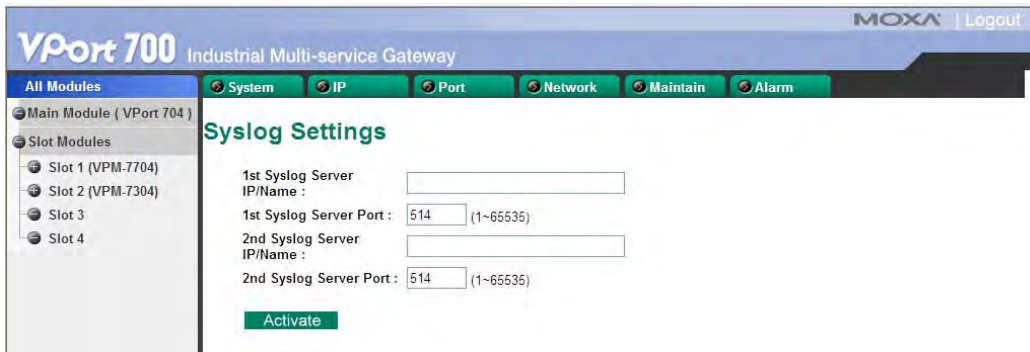 MOXA | Logout
VPort 700 Industrial Multi-service Gateway
All Modules
System IP Port Network Maintain Alarm
Main Module ( VPort 704 )
Slot Modules
Slot 1 (VPM-7704)
Slot 2 (VPM-7304)
Slot 3
Slot 4
Syslog Settings
1st Syslog Server
IP/Name :
1st Syslog Server Port : 514 (1~65535)
2nd Syslog Server
IP/Name :
2nd Syslog Server Port : 514 (1~65535)
Activate